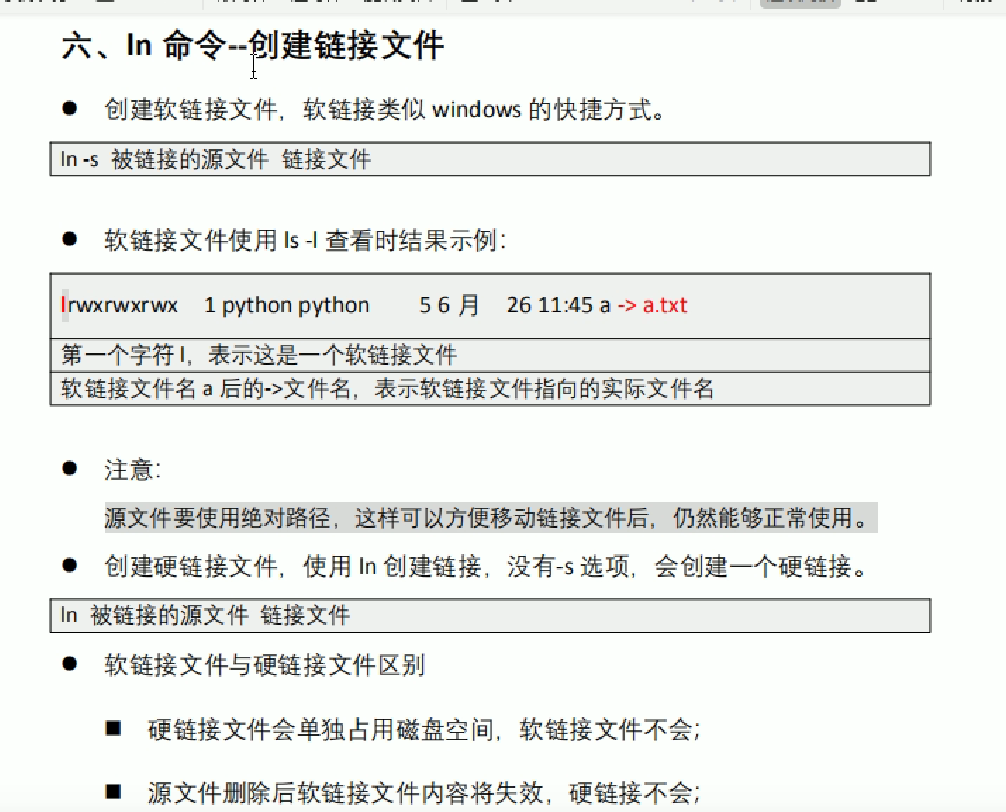 六、ln 命令--创建链接文件
● 创建软链接文件，软链接类似 windows 的快捷方式。
ln -s 被链接的源文件 链接文件
● 软链接文件使用 ls -l 查看时结果示例：
lrwxrwxrwx 1 python python 5 6 月 26 11:45 a -> a.txt
第一个字符 l，表示这是一个软链接文件
软链接文件名 a 后的->文件名，表示软链接文件指向的实际文件名
● 注意：
源文件要使用绝对路径，这样可以方便移动链接文件后，仍然能够正常使用。
● 创建硬链接文件，使用 ln 创建链接，没有-s 选项，会创建一个硬链接。
ln 被链接的源文件 链接文件
● 软链接文件与硬链接文件区别
■ 硬链接文件会单独占用磁盘空间，软链接文件不会;
■ 源文件删除后软链接文件内容将失效，硬链接不会;